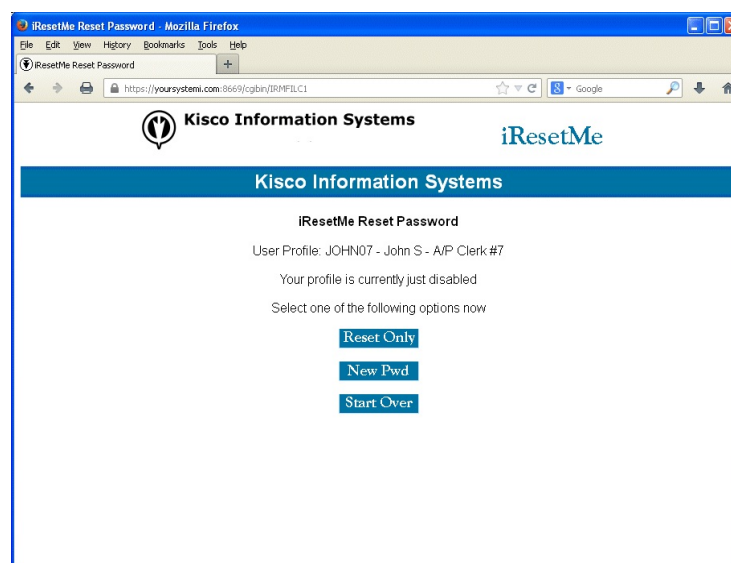 iResetMe Reset Password - Mozilla Firefox
File Edit View History Bookmarks Tools Help
iResetMe Reset Password +
https://yoursystemi.com:8669/cgibin/IRMFILC1 Google
Kisco Information Systems
iResetMe
Kisco Information Systems
iResetMe Reset Password
User Profile: JOHN07 - John S - A/P Clerk #7
Your profile is currently just disabled
Select one of the following options now
Reset Only
New Pwd
Start Over